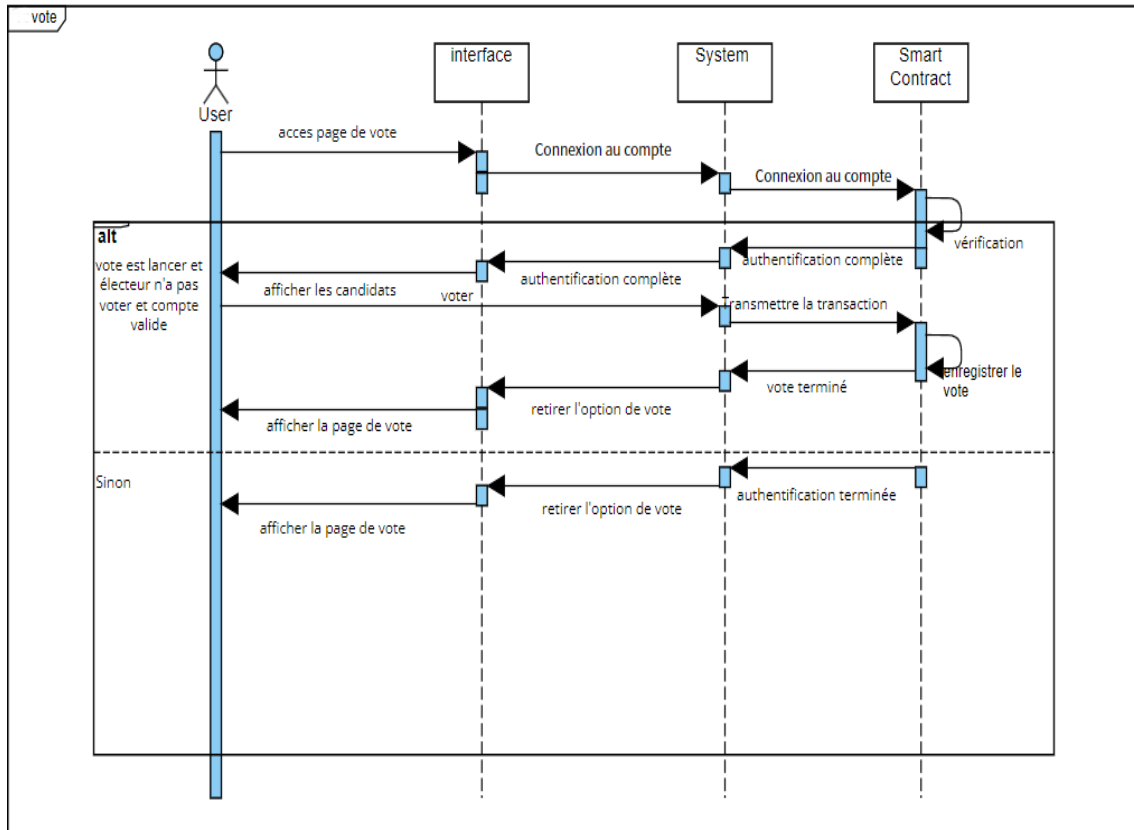 vote
interface
System
Smart
Contract
User
acces page de vote
Connexion au compte
Connexion au compte
vérification
alt
vote est lancer et
électeur n'a pas
voter et compte
valide
authentification complète
authentification complète
afficher les candidats
voter
Transmettre la transaction
enregistrer le
vote
vote terminé
retirer l'option de vote
afficher la page de vote
Sinon
authentification terminée
retirer l'option de vote
afficher la page de vote